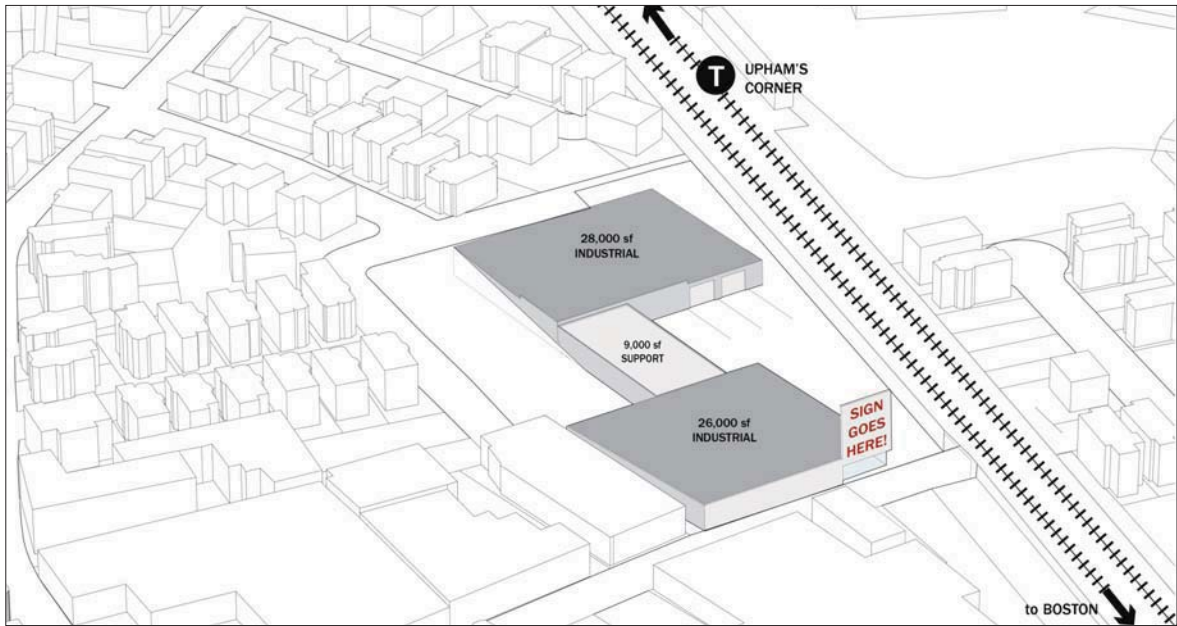 T
UPHAM'S
CORNER
28,000 sf
INDUSTRIAL
9,000 sf
SUPPORT
26,000 sf
INDUSTRIAL
SIGN
GOES
HERE!
to BOSTON